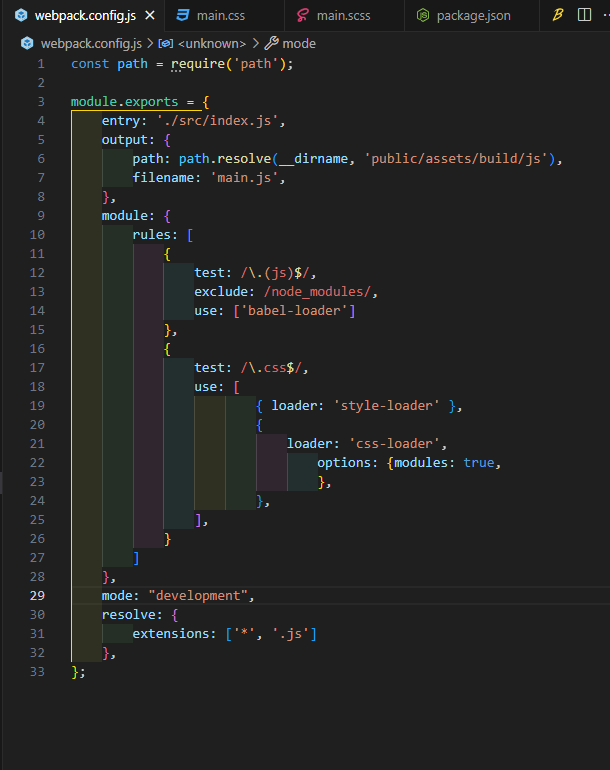 webpack.config.js × main.css main.scss package.json
webpack.config.js > <unknown> > mode
1 const path = require('path');
2
3 module.exports = {
4 entry: './src/index.js',
5 output: {
6 path: path.resolve(__dirname, 'public/assets/build/js'),
7 filename: 'main.js',
8 },
9 module: {
10 rules: [
11 {
12 test: /\.(js)$/,
13 exclude: /node_modules/,
14 use: ['babel-loader']
15 },
16 {
17 test: /\.css$/,
18 use: [
19 { loader: 'style-loader' },
20 {
21 loader: 'css-loader',
22 options: {modules: true,
23 },
24 },
25 ],
26 }
27 ]
28 },
29 mode: "development",
30 resolve: {
31 extensions: ['*', '.js']
32 },
33 };